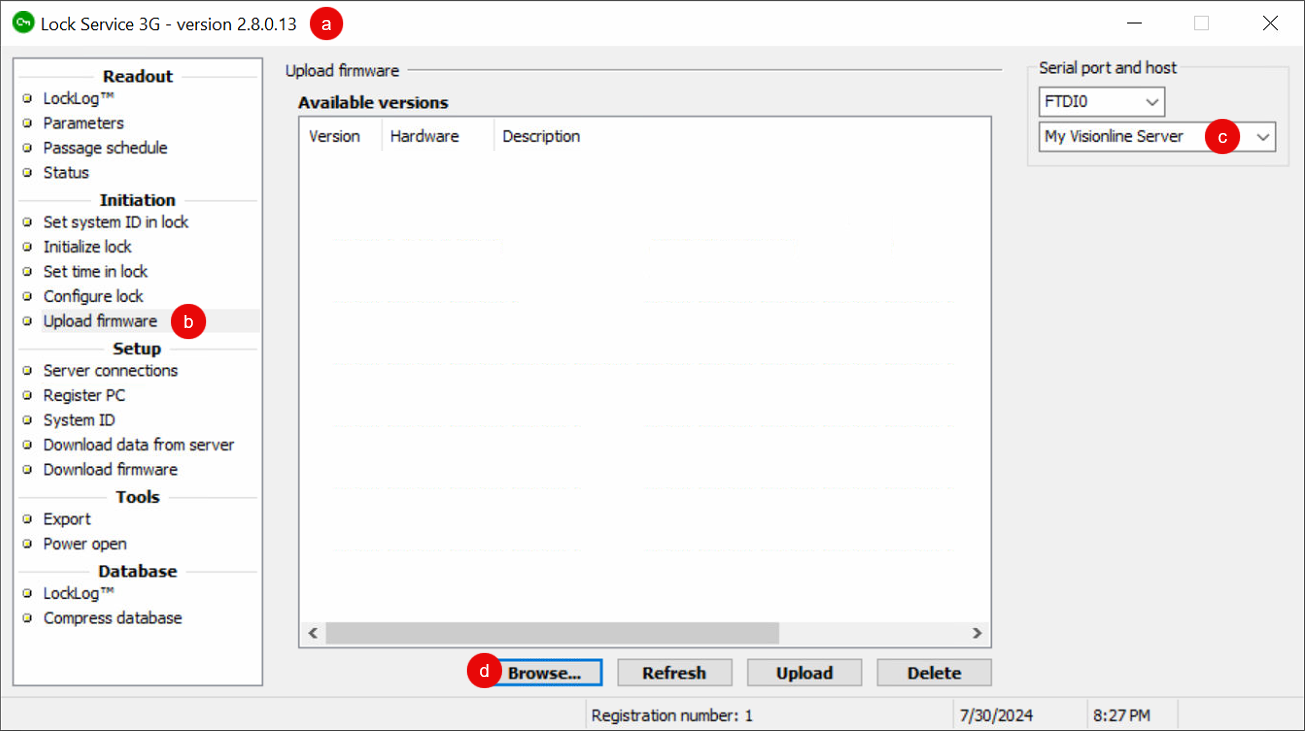 Lock Service 3G - version 2.8.0.13 a
Readout
LockLog™
Parameters
Passage schedule
Status
Initiation
Set system ID in lock
Initialize lock
Set time in lock
Configure lock
Upload firmware b
Setup
Server connections
Register PC
System ID
Download data from server
Download firmware
Tools
Export
Power open
Database
LockLog™
Compress database
Upload firmware
Available versions
Version Hardware Description
d Browse... Refresh Upload Delete
Serial port and host
FTDI0
My Visionline Server c
Registration number: 1 7/30/2024 8:27 PM